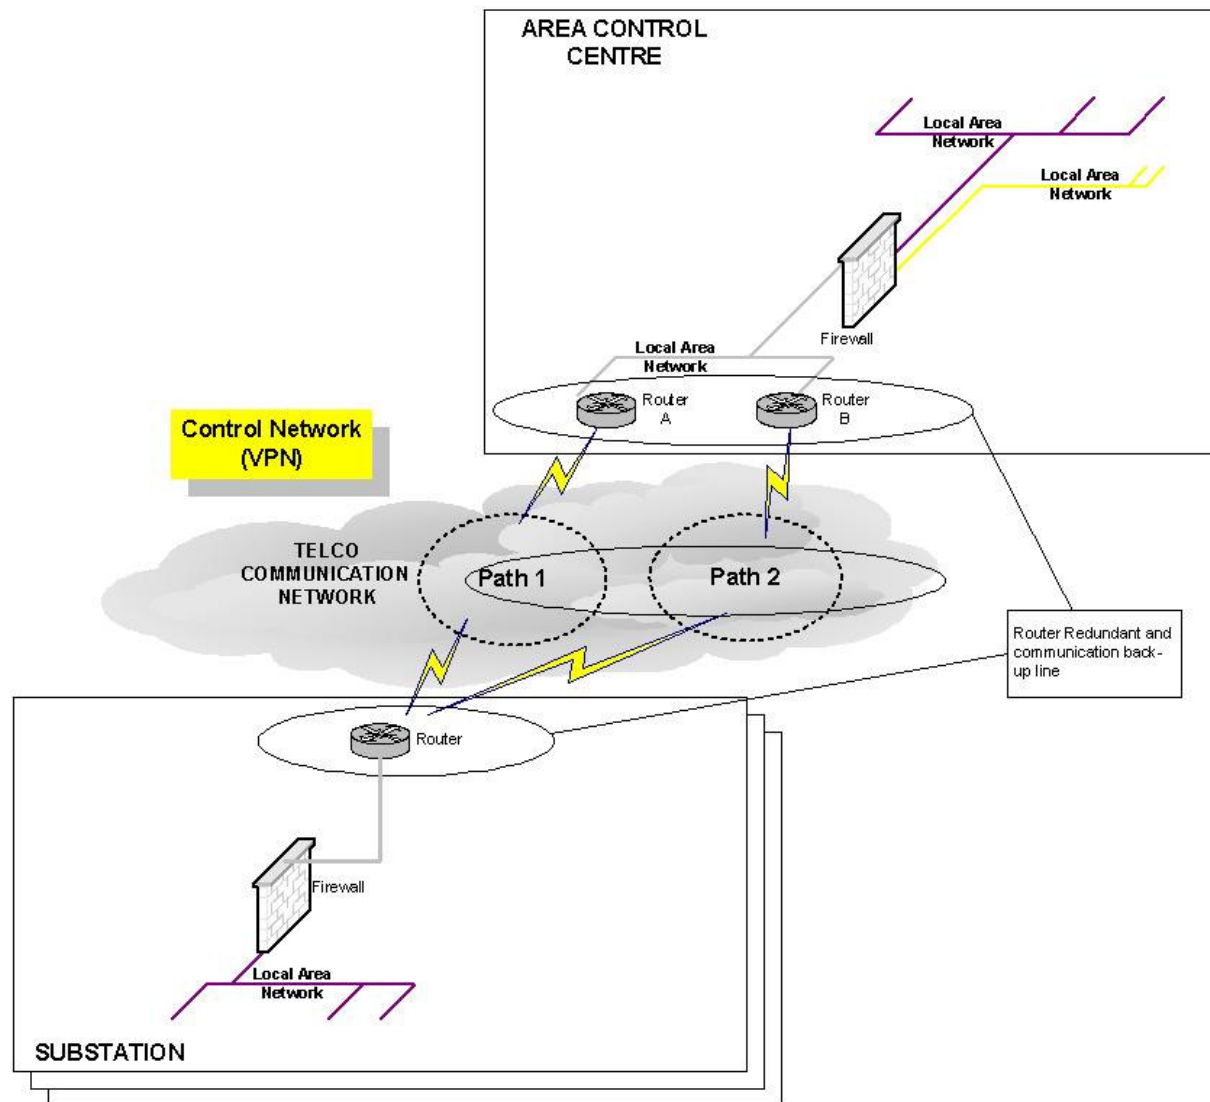 AREA CONTROL
CENTRE
Local Area
Network
Local Area
Network
Firewall
Local Area
Network
Router
A
Router
B
Control Network
(VPN)
TELCO
COMMUNICATION
NETWORK
Path 1
Path 2
Router Redundant and
communication back-
up line
Router
Firewall
Local Area
Network
SUBSTATION